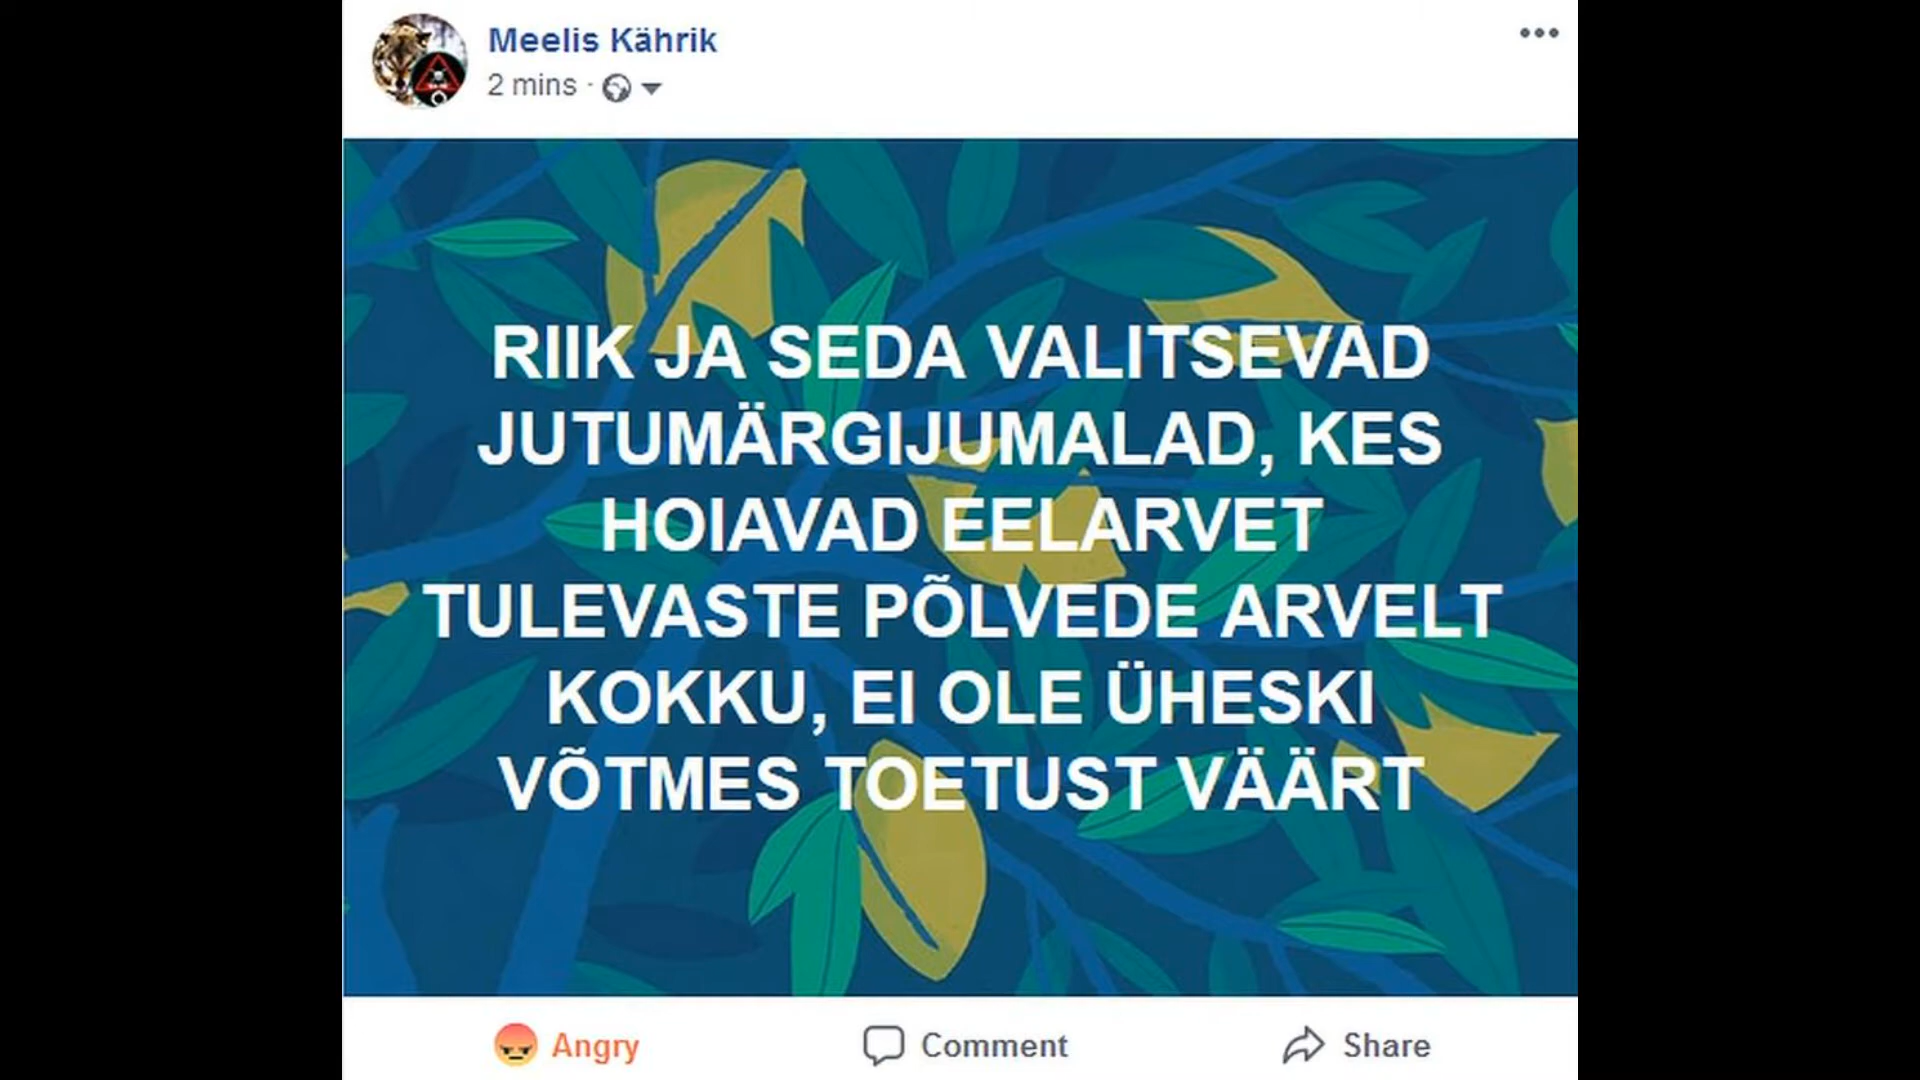 Meelis Kährik
2 mins ·
RIIK JA SEDA VALITSEVAD
JUTUMÄRGIJUMALAD, KES
HOIAVAD EELARVET
TULEVASTE PÕLVEDE ARVELT
KOKKU, EI OLE ÜHESKI
VÕTMES TOETUST VÄÄRT
Angry
Comment
Share